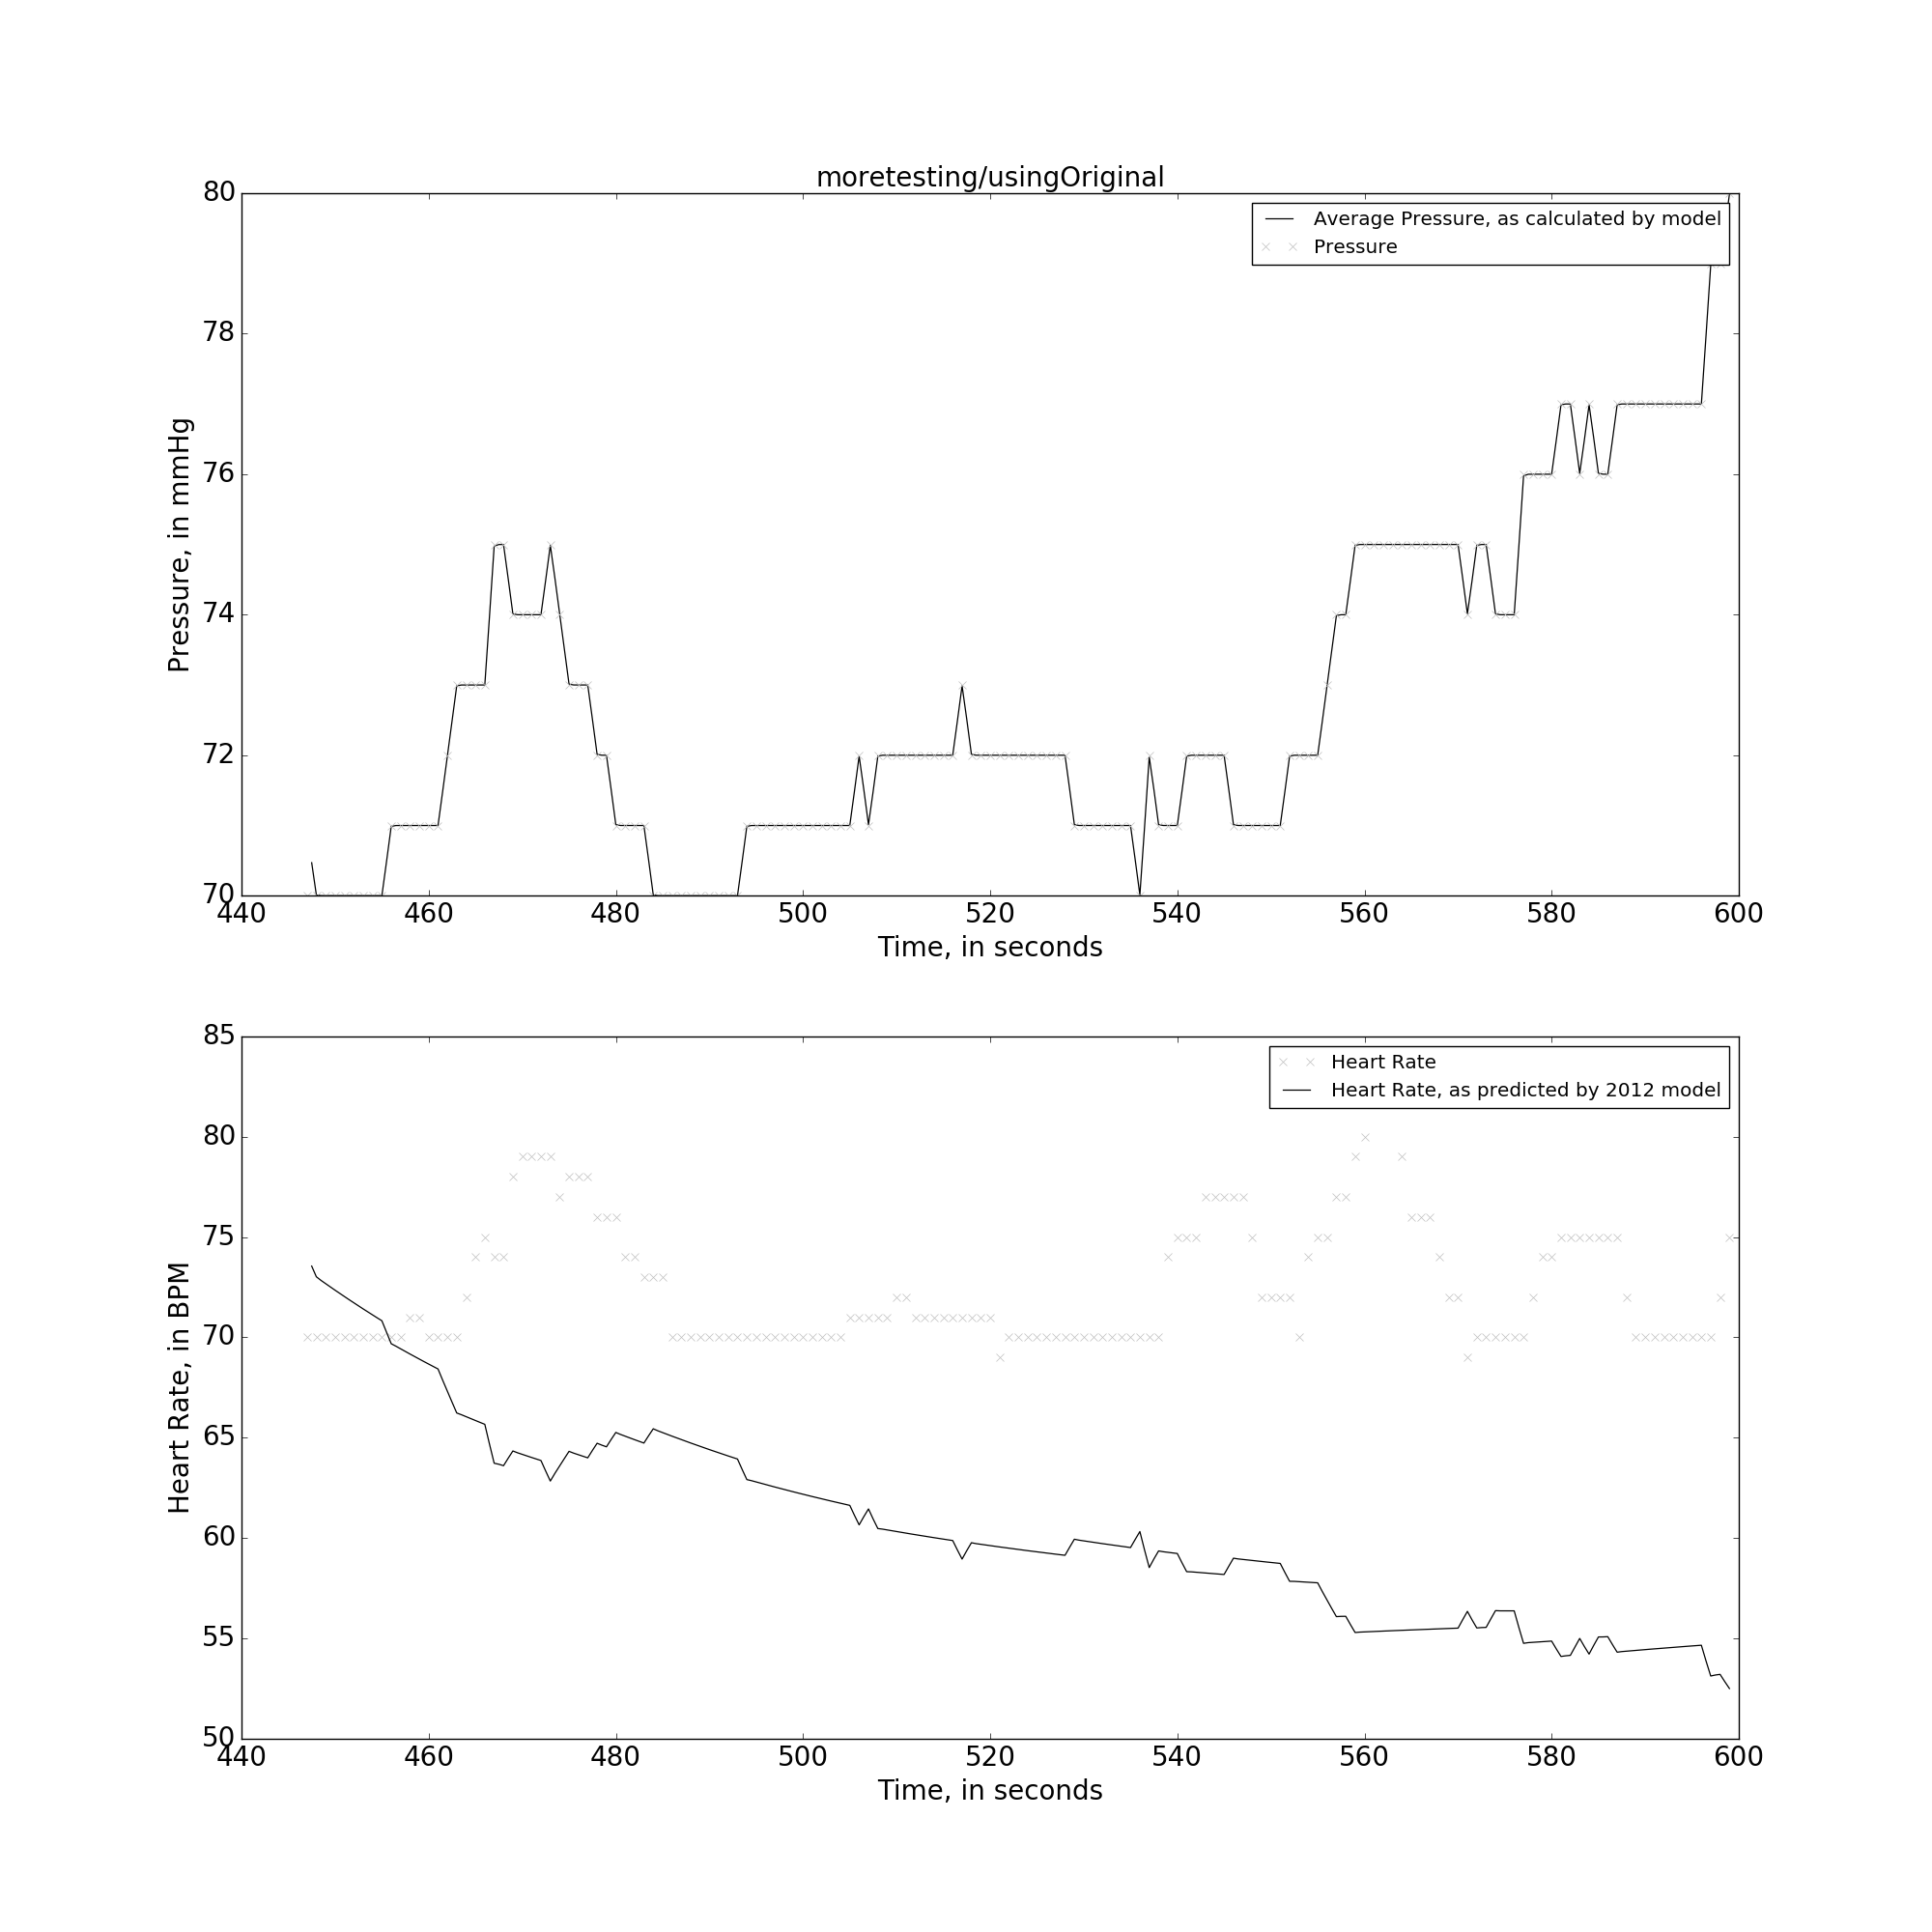 moretesting/usingOriginal
80
78
76
74
72
70
Pressure, in mmHg
Average Pressure, as calculated by model
Pressure
440 460 480 500 520 540 560 580 600
Time, in seconds
85
80
75
70
65
60
55
50
Heart Rate, in BPM
Heart Rate
Heart Rate, as predicted by 2012 model
440 460 480 500 520 540 560 580 600
Time, in seconds